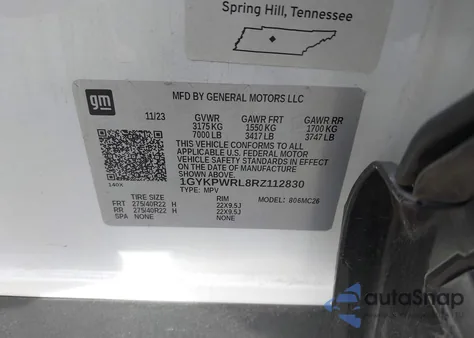 Spring Hill, Tennessee
gm
MFD BY GENERAL MOTORS LLC
11/23 GVWR GAWR FRT GAWR RR
3175 KG 1550 KG 1700 KG
7000 LB 3417 LB 3747 LB
THIS VEHICLE CONFORMS TO ALL
APPLICABLE U.S. FEDERAL MOTOR
VEHICLE SAFETY STANDARDS IN EFFECT
ON THE DATE OF MANUFACTURE SHOWN ABOVE.
1GYKPWRL8RZ112830
140X TYPE: MPV MODEL: 806MC26
TIRE SIZE RIM
FRT 275/40R22 H 22X9.5J
RR 275/40R22 H 22X9.5J
SPA NONE NONE
autoSnap